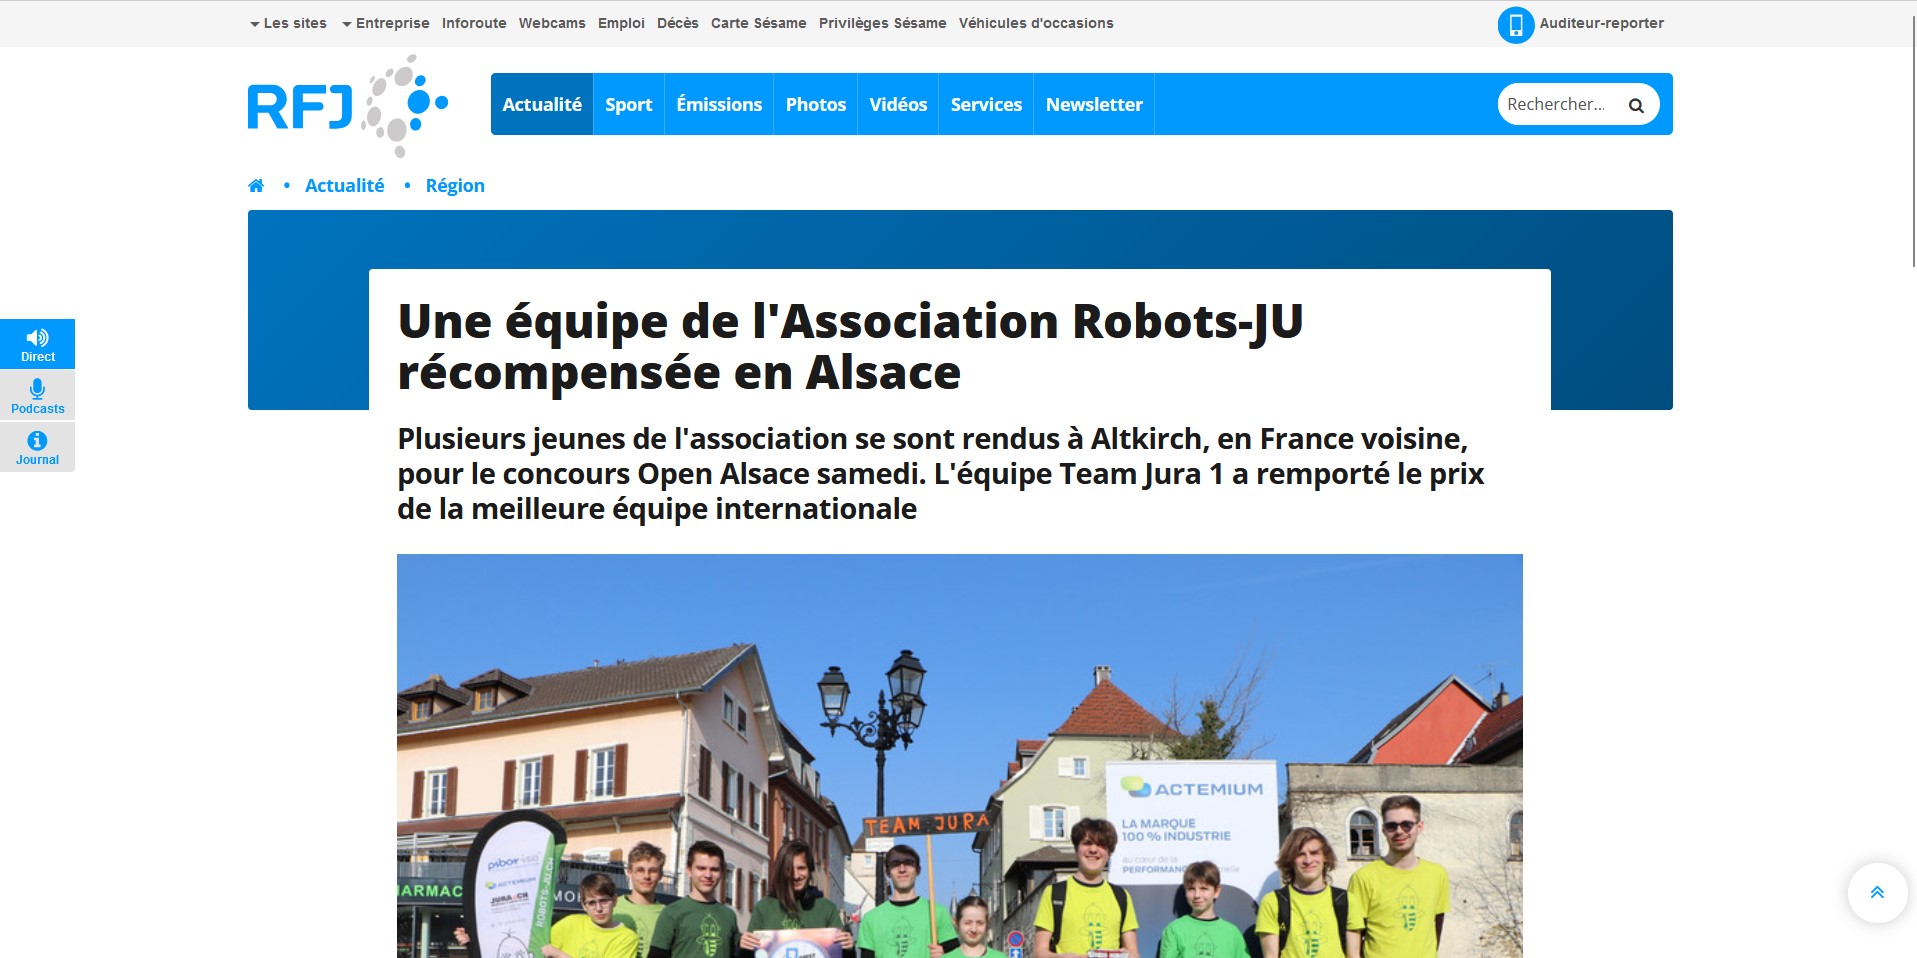 Les sites Entreprise Inforoute Webcams Emploi Décès Carte Sésame Privilèges Sésame Véhicules d'occasions Auditeur-reporter
RFJ
Actualité Sport Émissions Photos Vidéos Services Newsletter Rechercher...
Actualité • Région
Une équipe de l'Association Robots-JU
récompensée en Alsace
Direct
Podcasts
Journal
Plusieurs jeunes de l'association se sont rendus à Altkirch, en France voisine,
pour le concours Open Alsace samedi. L'équipe Team Jura 1 a remporté le prix
de la meilleure équipe internationale
ACTEMIUM
LA MARQUE
100 % INDUSTRIE
au cœur de la
PERFORMANC
TEAM JURA
ACTEMIUM
ROBOTS-JU.CH
HARMAC